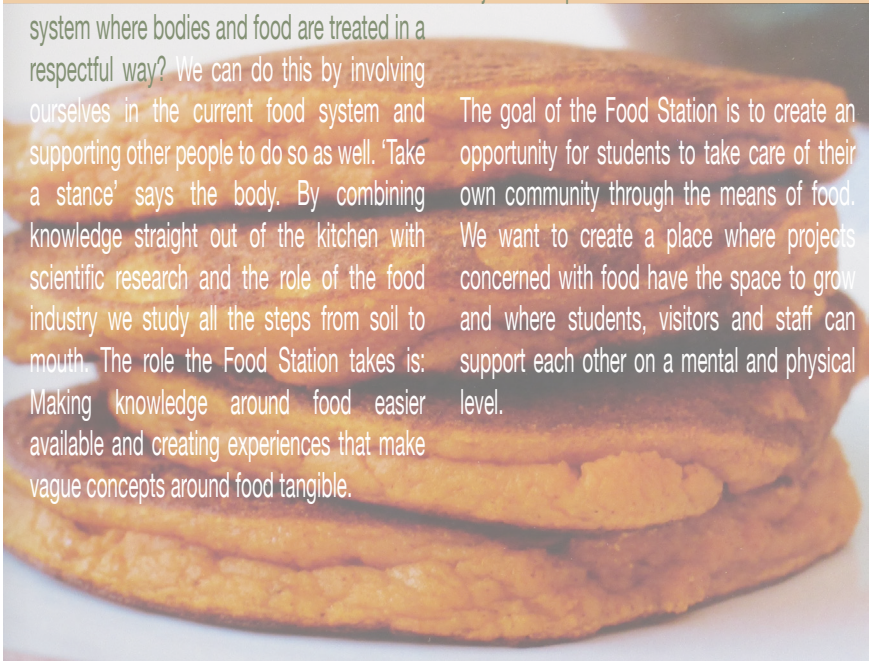 system where bodies and food are treated in a
respectful way? We can do this by involving
ourselves in the current food system and
supporting other people to do so as well. ‘Take
a stance’ says the body. By combining
knowledge straight out of the kitchen with
scientific research and the role of the food
industry we study all the steps from soil to
mouth. The role the Food Station takes is:
Making knowledge around food easier
available and creating experiences that make
vague concepts around food tangible.
The goal of the Food Station is to create an
opportunity for students to take care of their
own community through the means of food.
We want to create a place where projects
concerned with food have the space to grow
and where students, visitors and staff can
support each other on a mental and physical
level.